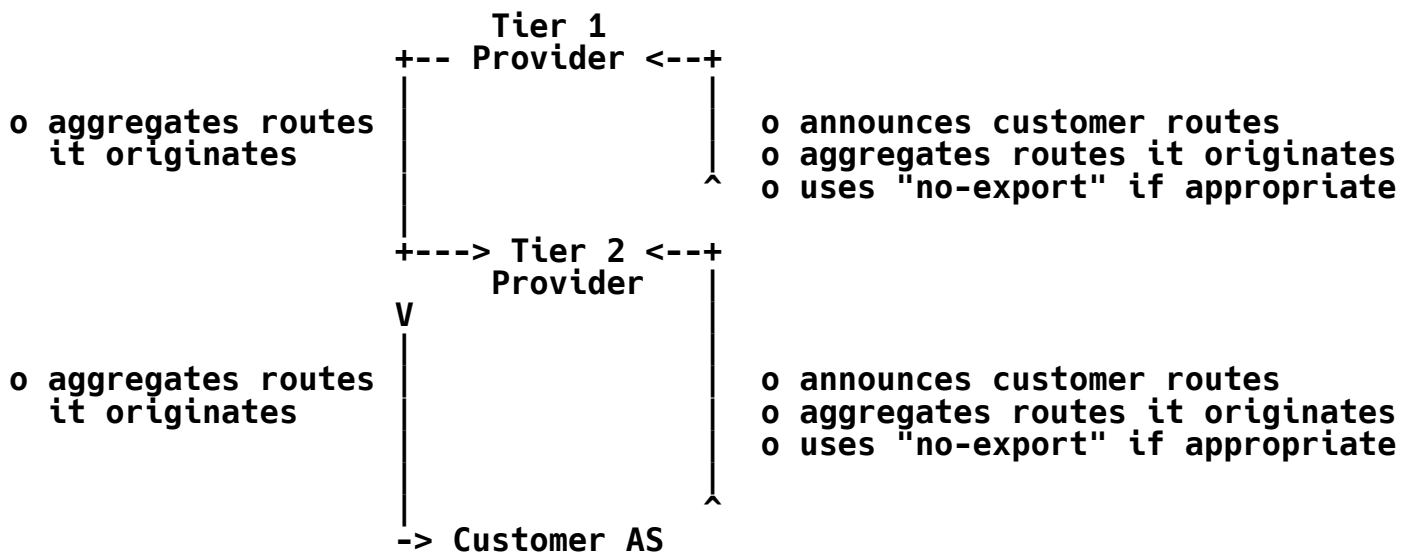 Tier 1
+-- Provider <--+
o aggregates routes
it originates
o announces customer routes
o aggregates routes it originates
^ o uses "no-export" if appropriate
+---> Tier 2 <--+
Provider
V
o aggregates routes
it originates
o announces customer routes
o aggregates routes it originates
o uses "no-export" if appropriate
^
-> Customer AS